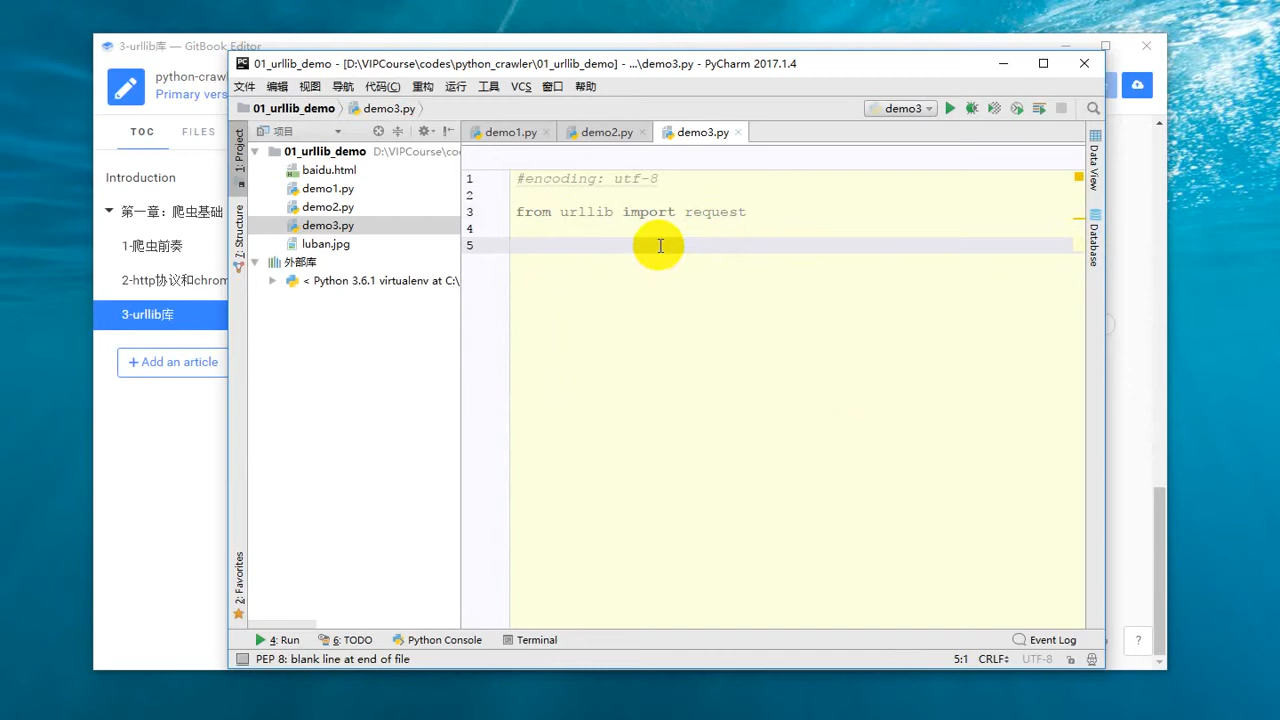 3-urllib库 — GitBook Editor
python-craw
Primary vers
TOC
FILES
Introduction
第一章：爬虫基础
1-爬虫前奏
2-http协议和chrom
3-urllib库
+ Add an article
01_urllib_demo - [D:\VIPCourse\codes\python_crawler\01_urllib_demo] - ...\demo3.py - PyCharm 2017.1.4
文件 编辑 视图 导航 代码(C) 重构 运行 工具 VCS 窗口 帮助
01_urllib_demo
demo3.py
demo3
1: Project
项目
01_urllib_demo D:\VIPCourse\co
baidu.html
demo1.py
demo2.py
demo3.py
luban.jpg
外部库
< Python 3.6.1 virtualenv at C:\
7: Structure
2: Favorites
demo1.py
demo2.py
demo3.py
1 #encoding: utf-8
2
3 from urllib import request
4
5
Data View
Database
4: Run
6: TODO
Python Console
Terminal
Event Log
PEP 8: blank line at end of file
5:1 CRLF UTF-8
?